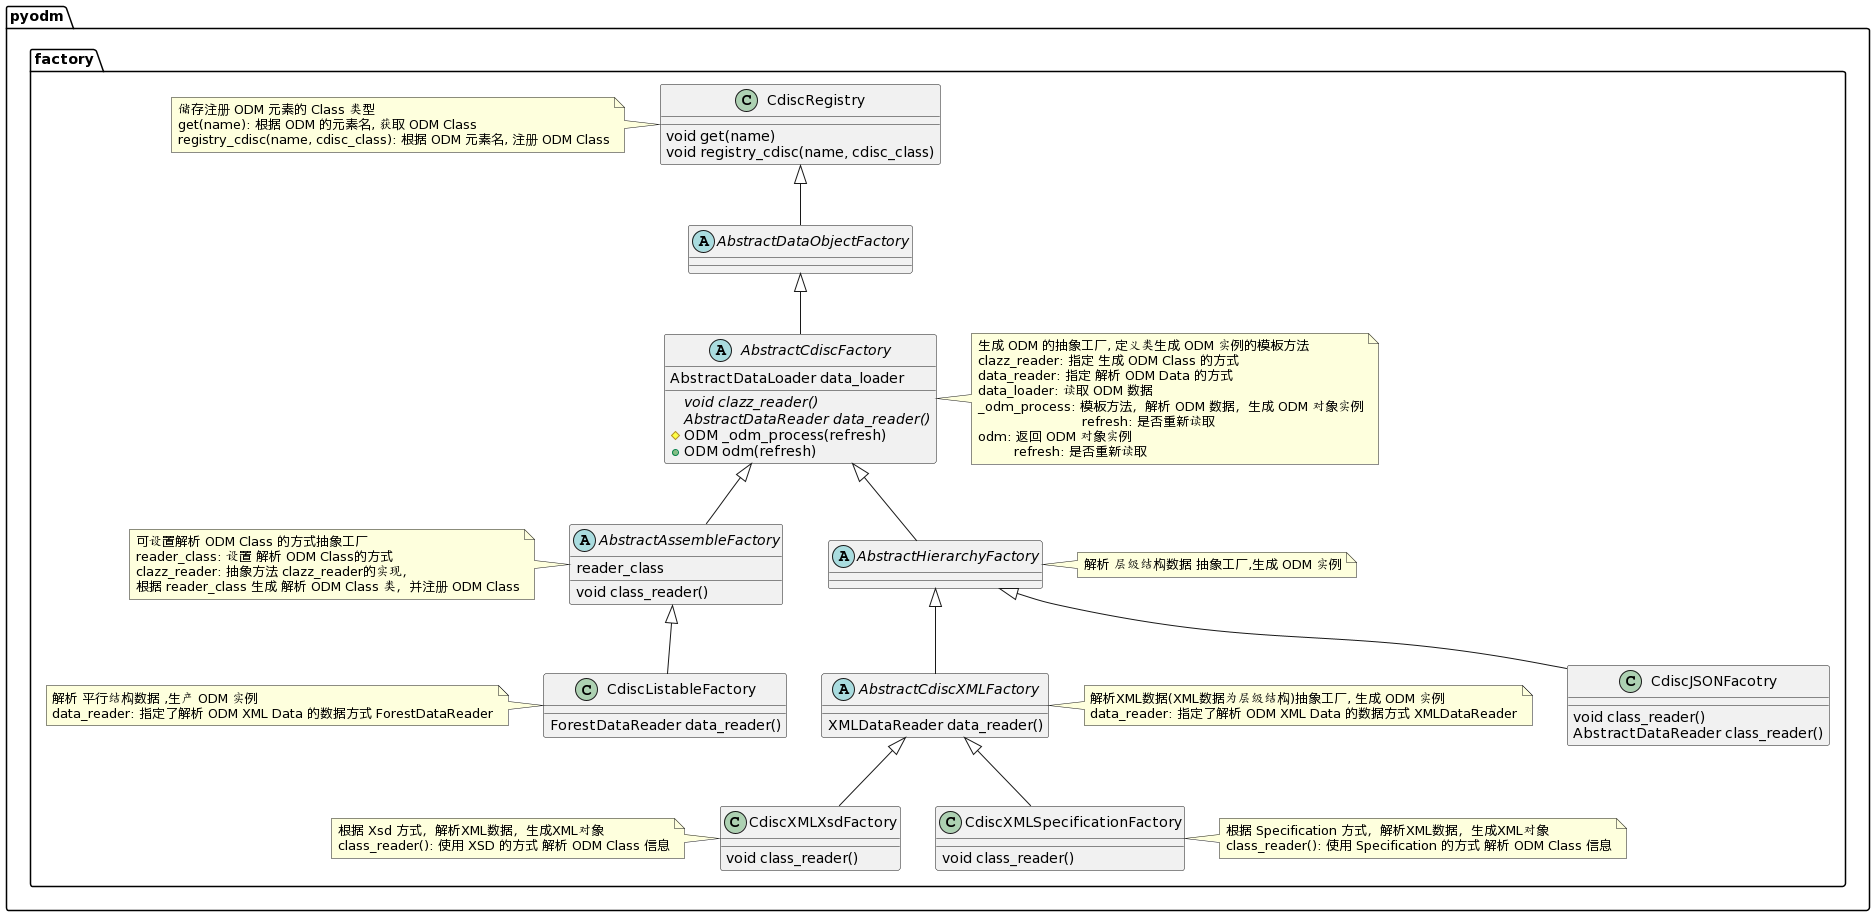 pyodm
factory
储存注册 ODM 元素的 Class 类型
get(name): 根据 ODM 的元素名, 获取 ODM Class
registry_cdisc(name, cdisc_class): 根据 ODM 元素名, 注册 ODM Class
C CdiscRegistry
void get(name)
void registry_cdisc(name, cdisc_class)
A AbstractDataObjectFactory
A AbstractCdiscFactory
AbstractDataLoader data_loader
void clazz_reader()
AbstractDataReader data_reader()
ODM _odm_process(refresh)
ODM odm(refresh)
生成 ODM 的抽象工厂, 定义类生成 ODM 实例的模板方法
clazz_reader: 指定 生成 ODM Class 的方式
data_reader: 指定 解析 ODM Data 的方式
data_loader: 读取 ODM 数据
_odm_process: 模板方法，解析 ODM 数据，生成 ODM 对象实例
refresh: 是否重新读取
odm: 返回 ODM 对象实例
refresh: 是否重新读取
可设置解析 ODM Class 的方式抽象工厂
reader_class: 设置 解析 ODM Class的方式
clazz_reader: 抽象方法 clazz_reader的实现，
根据 reader_class 生成 解析 ODM Class 类，并注册 ODM Class
A AbstractAssembleFactory
reader_class
void class_reader()
A AbstractHierarchyFactory
解析 层级结构数据 抽象工厂,生成 ODM 实例
解析 平行结构数据 ,生产 ODM 实例
data_reader: 指定了解析 ODM XML Data 的数据方式 ForestDataReader
C CdiscListableFactory
ForestDataReader data_reader()
A AbstractCdiscXMLFactory
XMLDataReader data_reader()
解析XML数据(XML数据为层级结构)抽象工厂, 生成 ODM 实例
data_reader: 指定了解析 ODM XML Data 的数据方式 XMLDataReader
C CdiscJSONFacotry
void class_reader()
AbstractDataReader class_reader()
根据 Xsd 方式，解析XML数据，生成XML对象
class_reader(): 使用 XSD 的方式 解析 ODM Class 信息
C CdiscXMLXsdFactory
void class_reader()
C CdiscXMLSpecificationFactory
void class_reader()
根据 Specification 方式，解析XML数据，生成XML对象
class_reader(): 使用 Specification 的方式 解析 ODM Class 信息